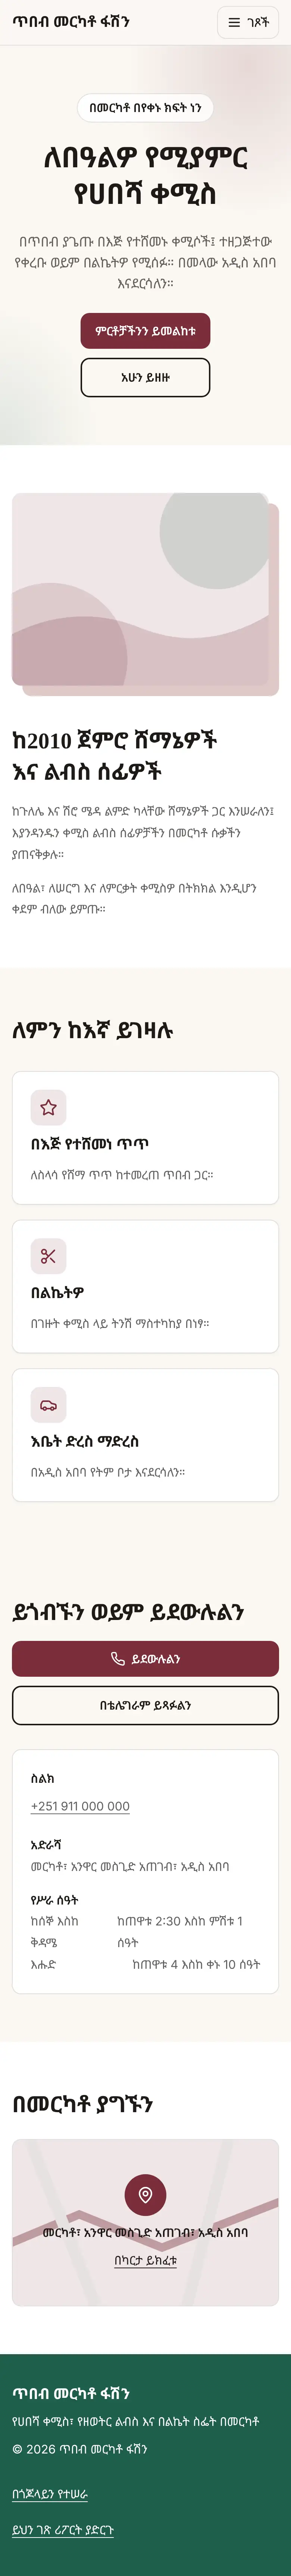 ጥበብ መርካቶ ፋሽን
ገጾች
በመርካቶ በየቀኑ ክፍት ነን
ለበዓልዎ የሚያምር
የሀበሻ ቀሚስ
በጥበብ ያጌጡ በእጅ የተሸመኑ ቀሚሶች፤ ተዘጋጅተው
የቀረቡ ወይም በልኬትዎ የሚሰፉ። በመላው አዲስ አበባ
እናደርሳለን።
ምርቶቻችንን ይመልከቱ
አሁን ይዘዙ
ከ2010 ጀምሮ ሸማኔዎች
እና ልብስ ሰፊዎች
ከጉለሌ እና ሽሮ ሜዳ ልምድ ካላቸው ሸማኔዎች ጋር እንሠራለን፤
እያንዳንዱን ቀሚስ ልብስ ሰፊዎቻችን በመርካቶ ሱቃችን
ያጠናቅቃሉ።
ለበዓል፣ ለሠርግ እና ለምርቃት ቀሚስዎ በትክክል እንዲሆን
ቀደም ብለው ይምጡ።
ለምን ከእኛ ይገዛሉ
በእጅ የተሸመነ ጥጥ
ለስላሳ የሽማ ጥጥ ከተመረጠ ጥበብ ጋር።
በልኬትዎ
በገዙት ቀሚስ ላይ ትንሽ ማስተካከያ በነፃ።
እቤት ድረስ ማድረስ
በአዲስ አበባ የትም ቦታ እናደርሳለን።
ይጎብኙን ወይም ይደውሉልን
ይደውሉልን
በቴሌግራም ይጻፉልን
ስልክ
+251 911 000 000
አድራሻ
መርካቶ፣ አንዋር መስጊድ አጠገብ፣ አዲስ አበባ
የሥራ ሰዓት
ከሰኞ እስከ ቅዳሜ
ከጠዋቱ 2:30 እስከ ምሽቱ 1 ሰዓት
እሑድ
ከጠዋቱ 4 እስከ ቀኑ 10 ሰዓት
በመርካቶ ያግኙን
መርካቶ፣ አንዋር መስጊድ አጠገብ፣ አዲስ አበባ
በካርታ ይክፈቱ
ጥበብ መርካቶ ፋሽን
የሀበሻ ቀሚስ፣ የዘወትር ልብስ እና በልኬት ስፌት በመርካቶ
© 2026 ጥበብ መርካቶ ፋሽን
በጎጆላይን የተሠራ
ይህን ገጽ ሪፖርት ያድርጉ